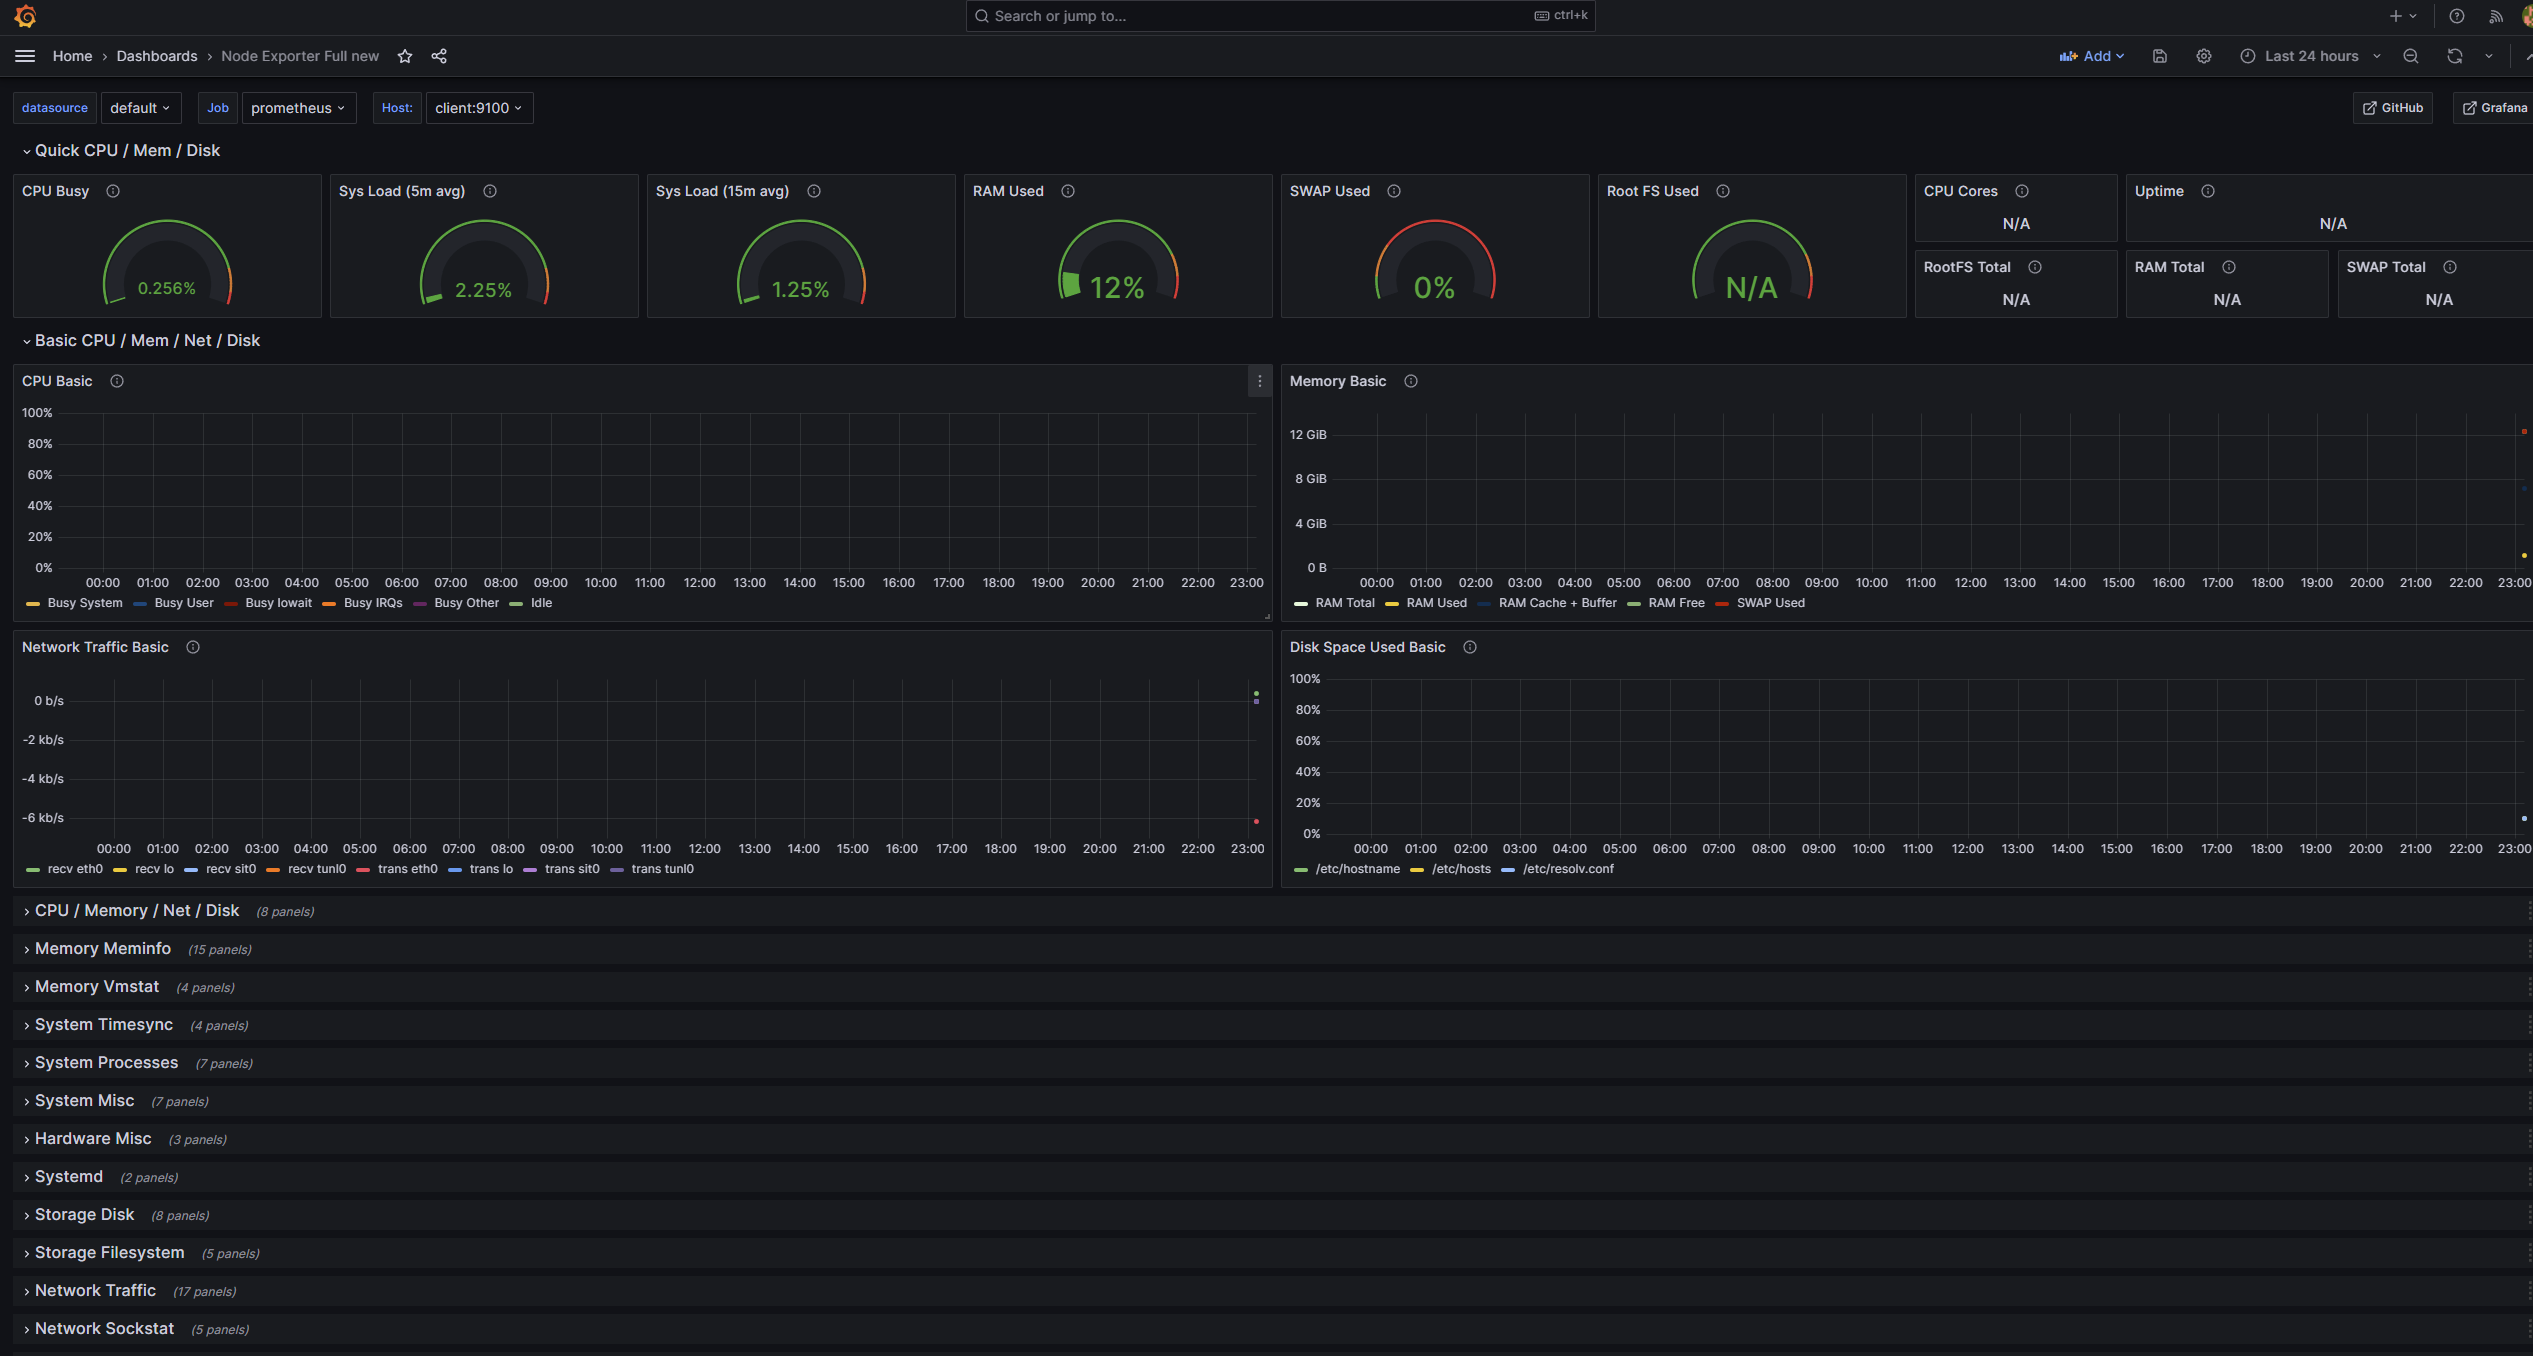 Search or jump to... ctrl+k
Home › Dashboards › Node Exporter Full new Add Last 24 hours
datasource default Job prometheus Host: client:9100 GitHub Grafana
Quick CPU / Mem / Disk
CPU Busy Sys Load (5m avg) Sys Load (15m avg) RAM Used SWAP Used Root FS Used CPU Cores Uptime
N/A N/A
RootFS Total RAM Total SWAP Total
0.256% 2.25% 1.25% 12% 0% N/A N/A N/A N/A
Basic CPU / Mem / Net / Disk
CPU Basic
100%
80%
60%
40%
20%
0%
00:00 01:00 02:00 03:00 04:00 05:00 06:00 07:00 08:00 09:00 10:00 11:00 12:00 13:00 14:00 15:00 16:00 17:00 18:00 19:00 20:00 21:00 22:00 23:00
Busy System Busy User Busy Iowait Busy IRQs Busy Other Idle
Memory Basic
12 GiB
8 GiB
4 GiB
0 B
00:00 01:00 02:00 03:00 04:00 05:00 06:00 07:00 08:00 09:00 10:00 11:00 12:00 13:00 14:00 15:00 16:00 17:00 18:00 19:00 20:00 21:00 22:00 23:00
RAM Total RAM Used RAM Cache + Buffer RAM Free SWAP Used
Network Traffic Basic
0 b/s
-2 kb/s
-4 kb/s
-6 kb/s
00:00 01:00 02:00 03:00 04:00 05:00 06:00 07:00 08:00 09:00 10:00 11:00 12:00 13:00 14:00 15:00 16:00 17:00 18:00 19:00 20:00 21:00 22:00 23:00
recv eth0 recv lo recv sit0 recv tunl0 trans eth0 trans lo trans sit0 trans tunl0
Disk Space Used Basic
100%
80%
60%
40%
20%
0%
00:00 01:00 02:00 03:00 04:00 05:00 06:00 07:00 08:00 09:00 10:00 11:00 12:00 13:00 14:00 15:00 16:00 17:00 18:00 19:00 20:00 21:00 22:00 23:00
/etc/hostname /etc/hosts /etc/resolv.conf
CPU / Memory / Net / Disk (8 panels)
Memory Meminfo (15 panels)
Memory Vmstat (4 panels)
System Timesync (4 panels)
System Processes (7 panels)
System Misc (7 panels)
Hardware Misc (3 panels)
Systemd (2 panels)
Storage Disk (8 panels)
Storage Filesystem (5 panels)
Network Traffic (17 panels)
Network Sockstat (5 panels)